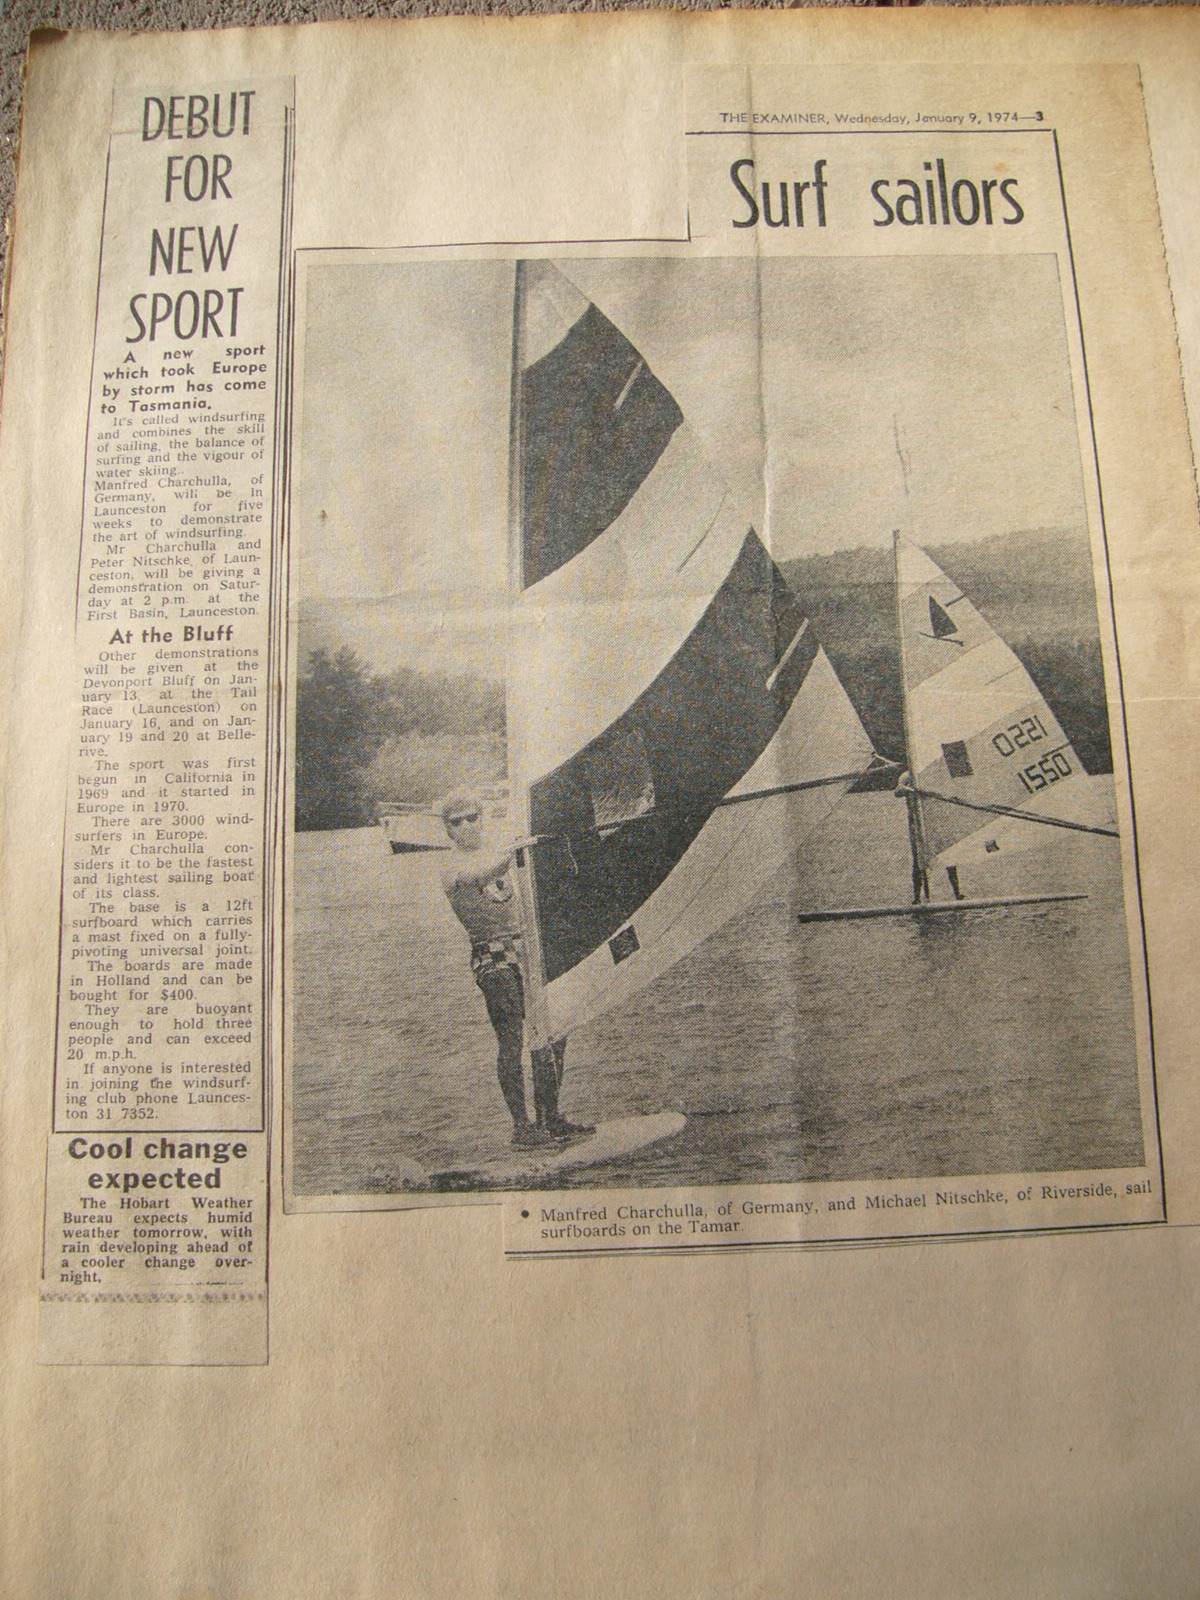 DEBUT
FOR
NEW
SPORT
A new sport
which took Europe
by storm has come
to Tasmania.
It's called windsurfing
and combines the skill
of sailing, the balance of
surfing and the vigour of
water skiing..
Manfred Charchulla, of
Germany, will be in
Launceston for five
weeks to demonstrate
the art of windsurfing.
Mr Charchulla and
Peter Nitschke, of Laun-
ceston, will be giving a
demonstration on Satur-
day at 2 p.m. at the
First Basin, Launceston.
At the Bluff
Other demonstrations
will be given at the
Devonport Bluff on Jan-
uary 13, at the Tail
Race (Launceston) on
January 16, and on Jan-
uary 19 and 20 at Belle-
rive.
The sport was first
begun in California in
1969 and it started in
Europe in 1970.
There are 3000 wind-
surfers in Europe.
Mr Charchulla con-
siders it to be the fastest
and lightest sailing boat
of its class.
The base is a 12ft
surfboard which carries
a mast fixed on a fully-
pivoting universal joint.
The boards are made
in Holland and can be
bought for $400.
They are buoyant
enough to hold three
people and can exceed
20 m.p.h.
If anyone is interested
in joining the windsurf-
ing club phone Launces-
ton 31 7352.
Cool change
expected
The Hobart Weather
Bureau expects humid
weather tomorrow, with
rain developing ahead of
a cooler change over-
night.
THE EXAMINER, Wednesday, January 9, 1974—3
Surf sailors
1550
• Manfred Charchulla, of Germany, and Michael Nitschke, of Riverside, sail
surfboards on the Tamar.